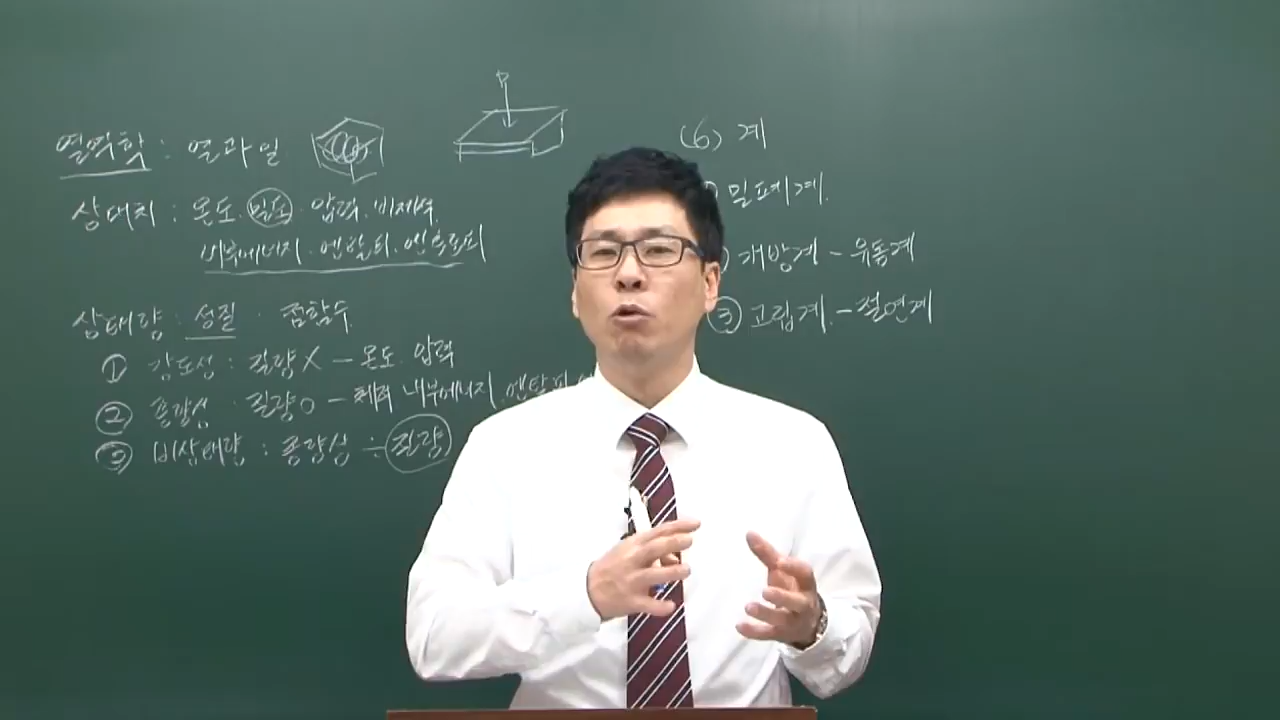 열역학 : 열과 일
P
상태치 : 온도. 밀도. 압력. 비체적.
내부에너지. 엔탈피. 엔트로피
상태량 : 성질 · 점함수
① 강도성 : 질량 X - 온도. 압력
② 종량성 · 질량 O - 체적 내부에너지. 엔탈피
③ 비상태량 : 종량성 ÷ 질량
(6) 계
밀폐계.
개방계 - 유동계
③ 고립계. - 절연계